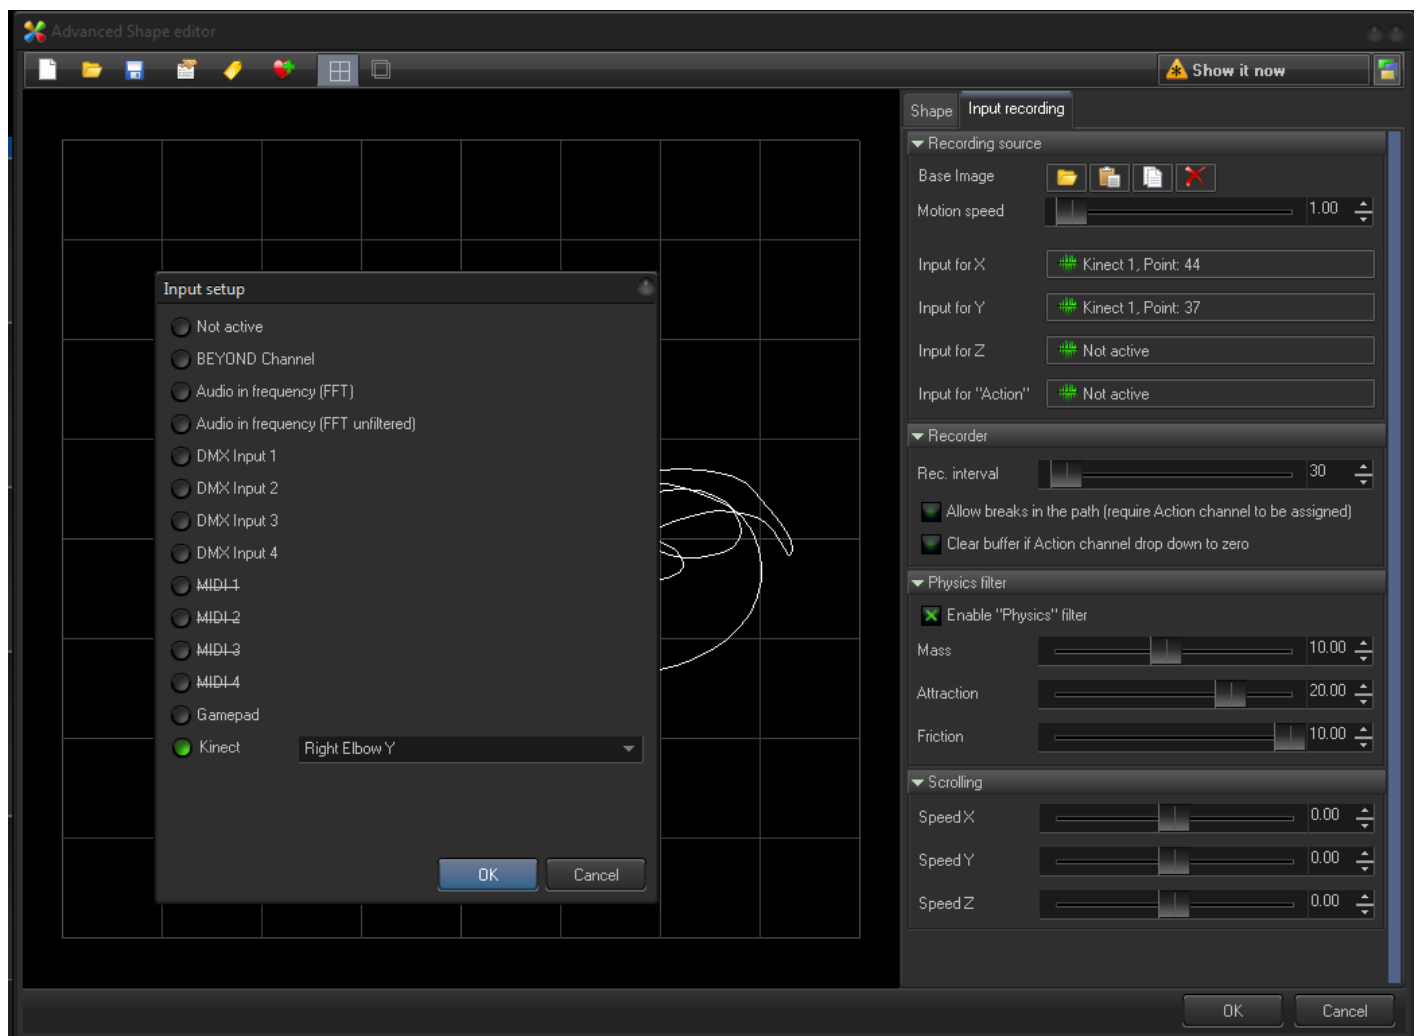 Advanced Shape editor
Show it now
Shape
Input recording
Recording source
Base Image
Motion speed
1.00
Input for X
Kinect 1, Point: 44
Input for Y
Kinect 1, Point: 37
Input for Z
Not active
Input for "Action"
Not active
Recorder
Rec. interval
30
Allow breaks in the path (require Action channel to be assigned)
Clear buffer if Action channel drop down to zero
Physics filter
Enable "Physics" filter
Mass
10.00
Attraction
20.00
Friction
10.00
Scrolling
Speed X
0.00
Speed Y
0.00
Speed Z
0.00
OK
Cancel
Input setup
Not active
BEYOND Channel
Audio in frequency (FFT)
Audio in frequency (FFT unfiltered)
DMX Input 1
DMX Input 2
DMX Input 3
DMX Input 4
MIDI 1
MIDI 2
MIDI 3
MIDI 4
Gamepad
Kinect
Right Elbow Y
OK
Cancel